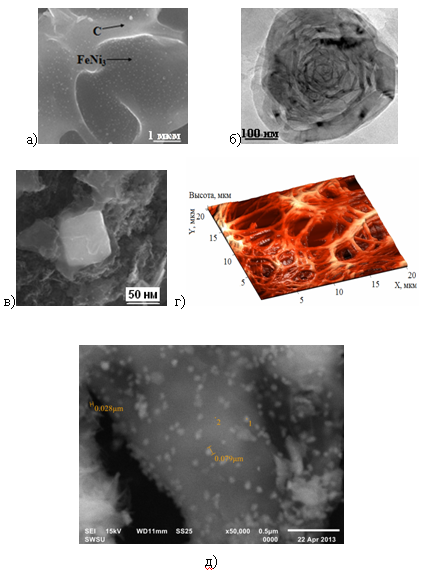 C
FeNi3
1 мкм
а)
б)
100 нм
в)
50 нм
г)
Высота, мкм
Y, мкм
20
15
10
5
5
10
15
20
X, мкм
0.028μm
2 1
0.079μm
SEI 15kV WD11mm SS25 x50,000 0.5μm
SWSU 0000 22 Apr 2013
д)